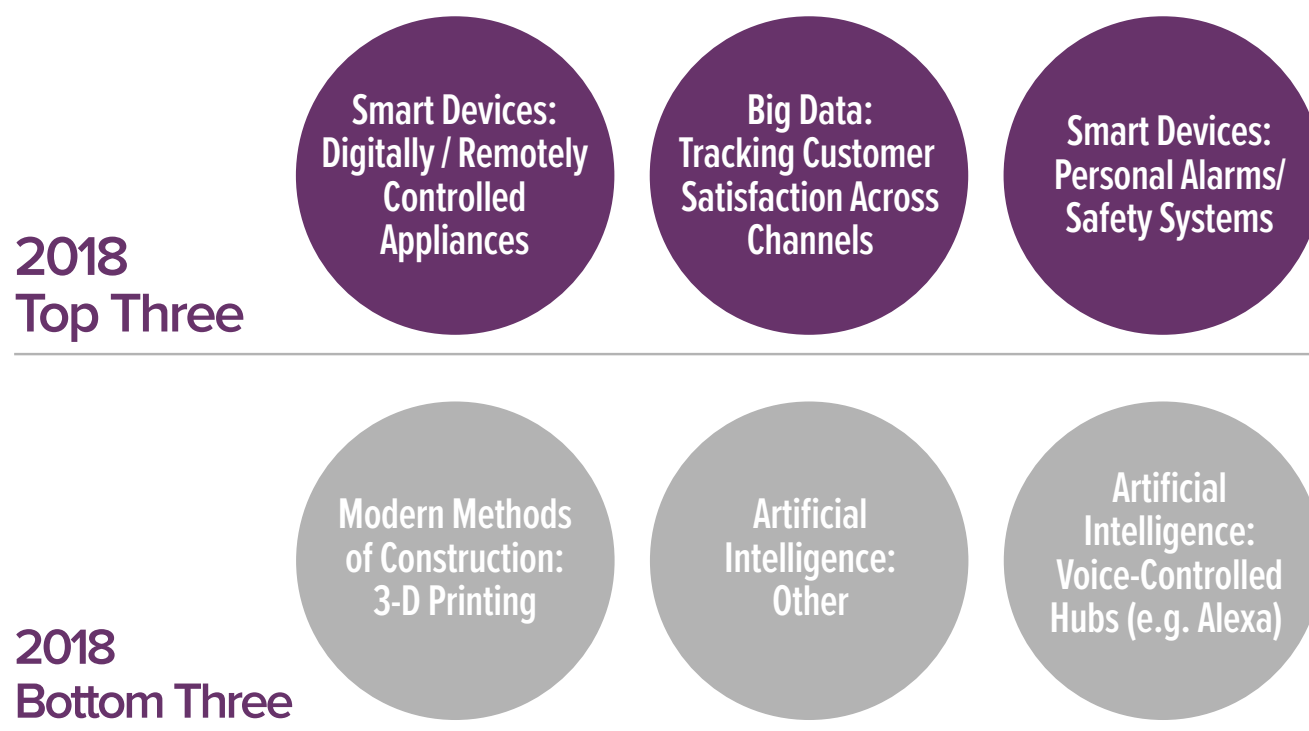 2018
Top Three
Smart Devices:
Digitally / Remotely
Controlled
Appliances
Big Data:
Tracking Customer
Satisfaction Across
Channels
Smart Devices:
Personal Alarms/
Safety Systems
2018
Bottom Three
Modern Methods
of Construction:
3-D Printing
Artificial
Intelligence:
Other
Artificial
Intelligence:
Voice-Controlled
Hubs (e.g. Alexa)